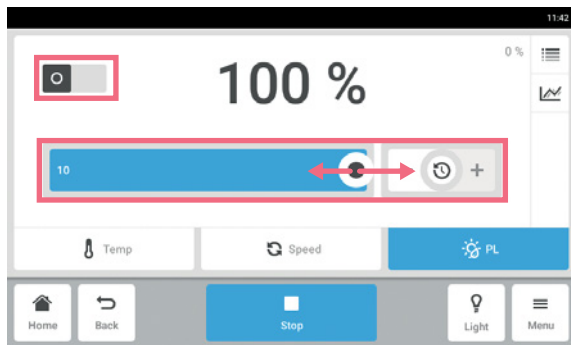 11:42
0 %
100 %
10
+
Temp
Speed
PL
Home
Back
Stop
Light
Menu